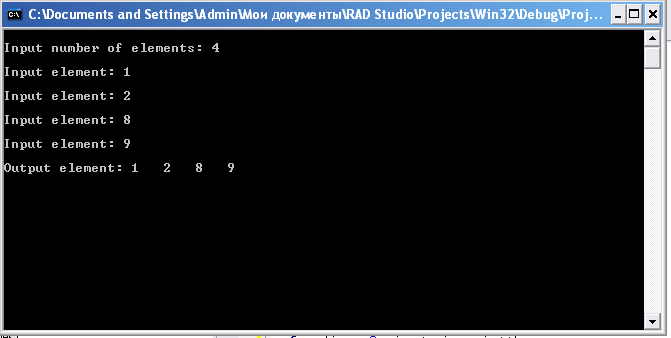 C:\Documents and Settings\Admin\Мои документы\RAD Studio\Projects\Win32\Debug\Proj...
Input number of elements: 4
Input element: 1
Input element: 2
Input element: 8
Input element: 9
Output element: 1 2 8 9